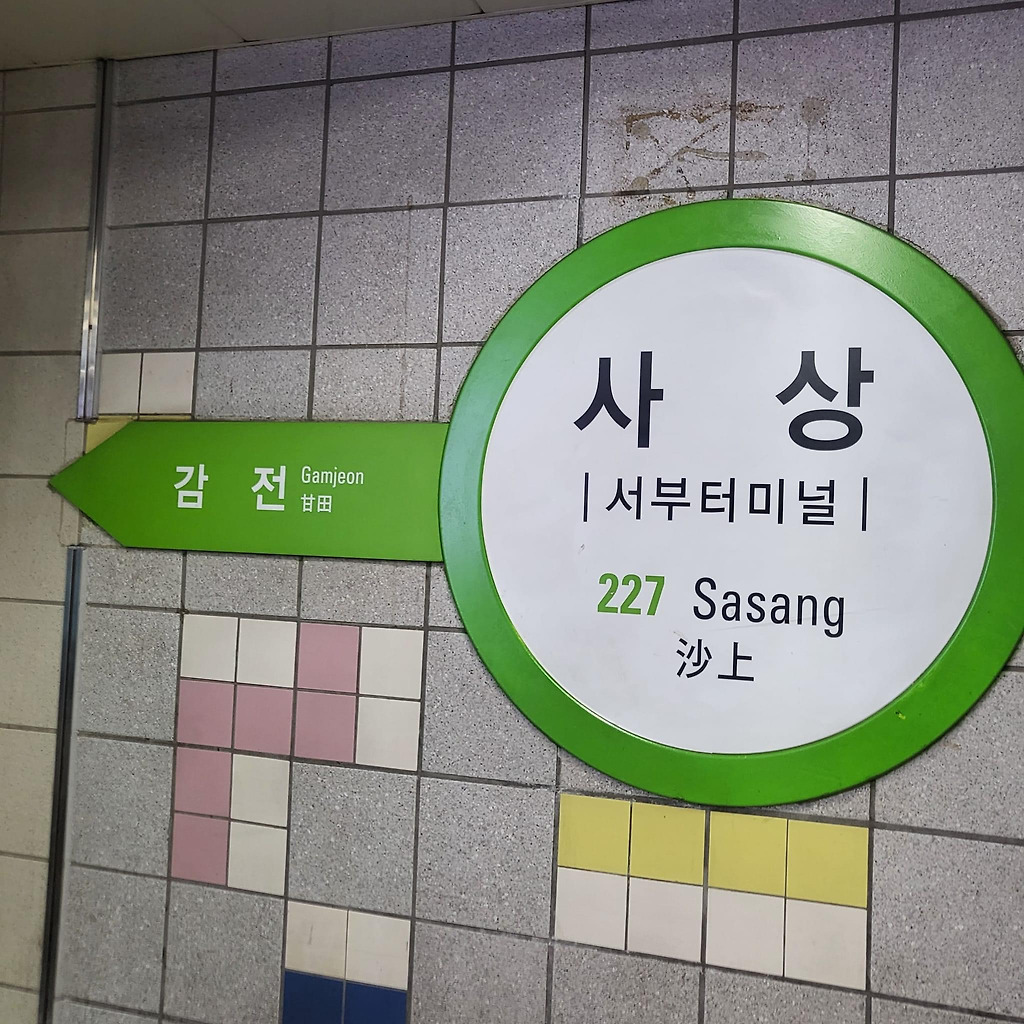 감 전 Gamjeon
甘田
사 상
|서부터미널|
227 Sasang
沙上